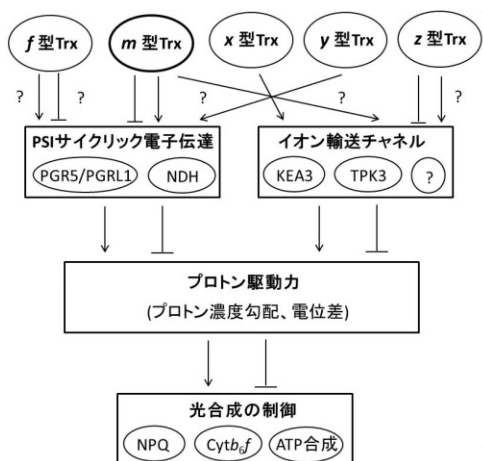 f 型Trx
m 型Trx
x 型Trx
y 型Trx
z 型Trx
? ? ? ? ?
PSIサイクリック電子伝達
PGR5/PGRL1 NDH
イオン輸送チャネル
KEA3 TPK3 ?
プロトン駆動力
(プロトン濃度勾配、電位差)
光合成の制御
NPQ Cytb₆f ATP合成